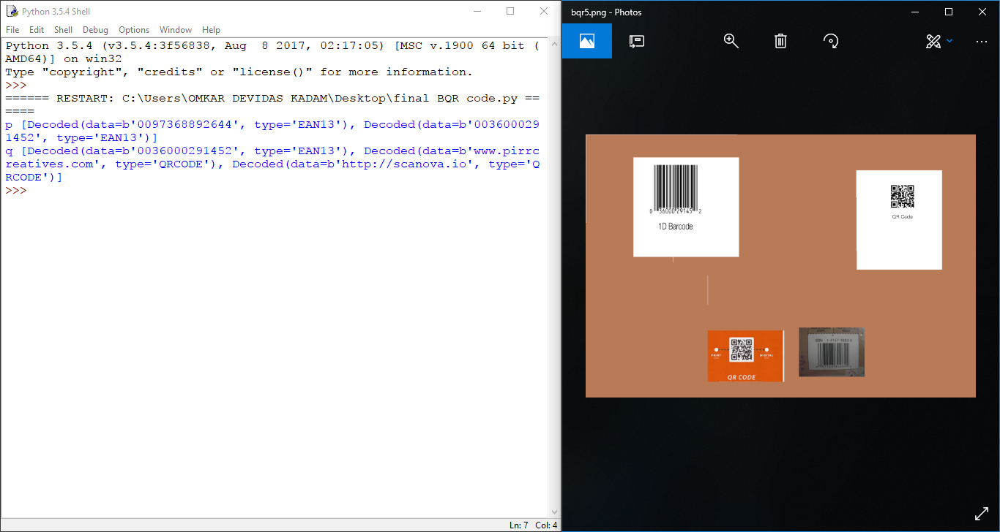 Python 3.5.4 Shell
File Edit Shell Debug Options Window Help
Python 3.5.4 (v3.5.4:3f56838, Aug  8 2017, 02:17:05) [MSC v.1900 64 bit (
AMD64)] on win32
Type "copyright", "credits" or "license()" for more information.
>>>
====== RESTART: C:\Users\OMKAR DEVIDAS KADAM\Desktop\final BQR code.py ==
====
p [Decoded(data=b'0097368892644', type='EAN13'), Decoded(data=b'003600029
1452', type='EAN13')]
q [Decoded(data=b'0036000291452', type='EAN13'), Decoded(data=b'www.pirrc
reatives.com', type='QRCODE'), Decoded(data=b'http://scanova.io', type='Q
RCODE')]
>>>
Ln: 7 Col: 4
bqr5.png - Photos
0 36000 29145 2
1D Barcode
QR Code
PRINT DIGITAL
QR CODE
ISBN